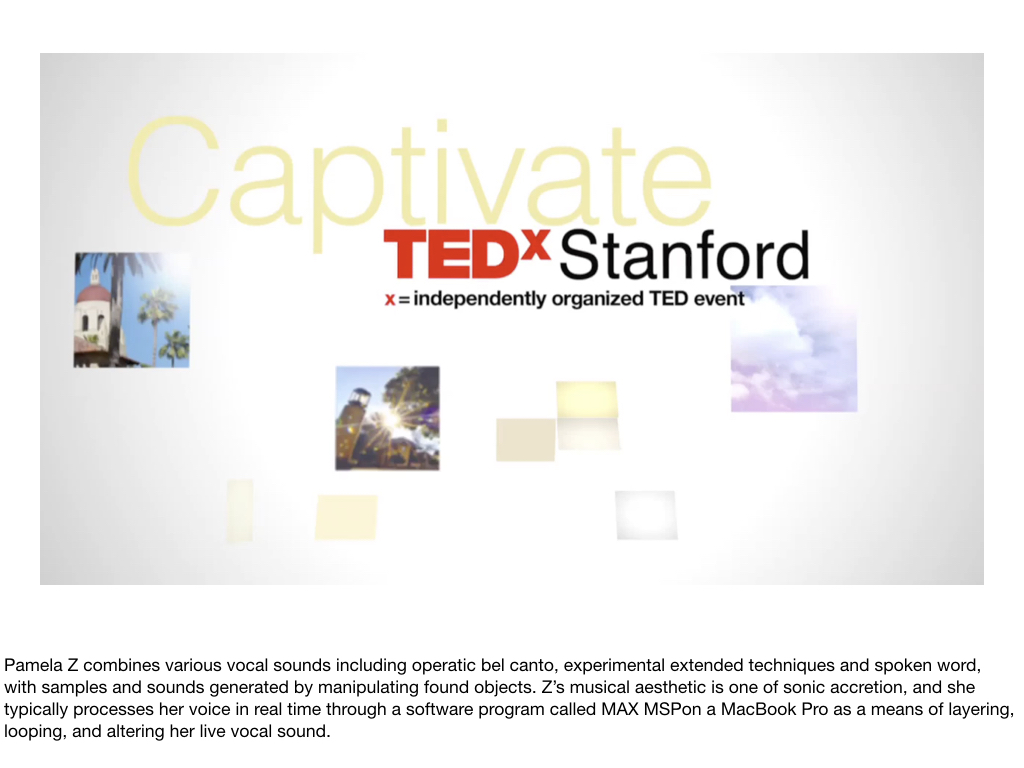 Captivate
TEDx Stanford
x = independently organized TED event
Pamela Z combines various vocal sounds including operatic bel canto, experimental extended techniques and spoken word,
with samples and sounds generated by manipulating found objects. Z’s musical aesthetic is one of sonic accretion, and she
typically processes her voice in real time through a software program called MAX MSPon a MacBook Pro as a means of layering,
looping, and altering her live vocal sound.